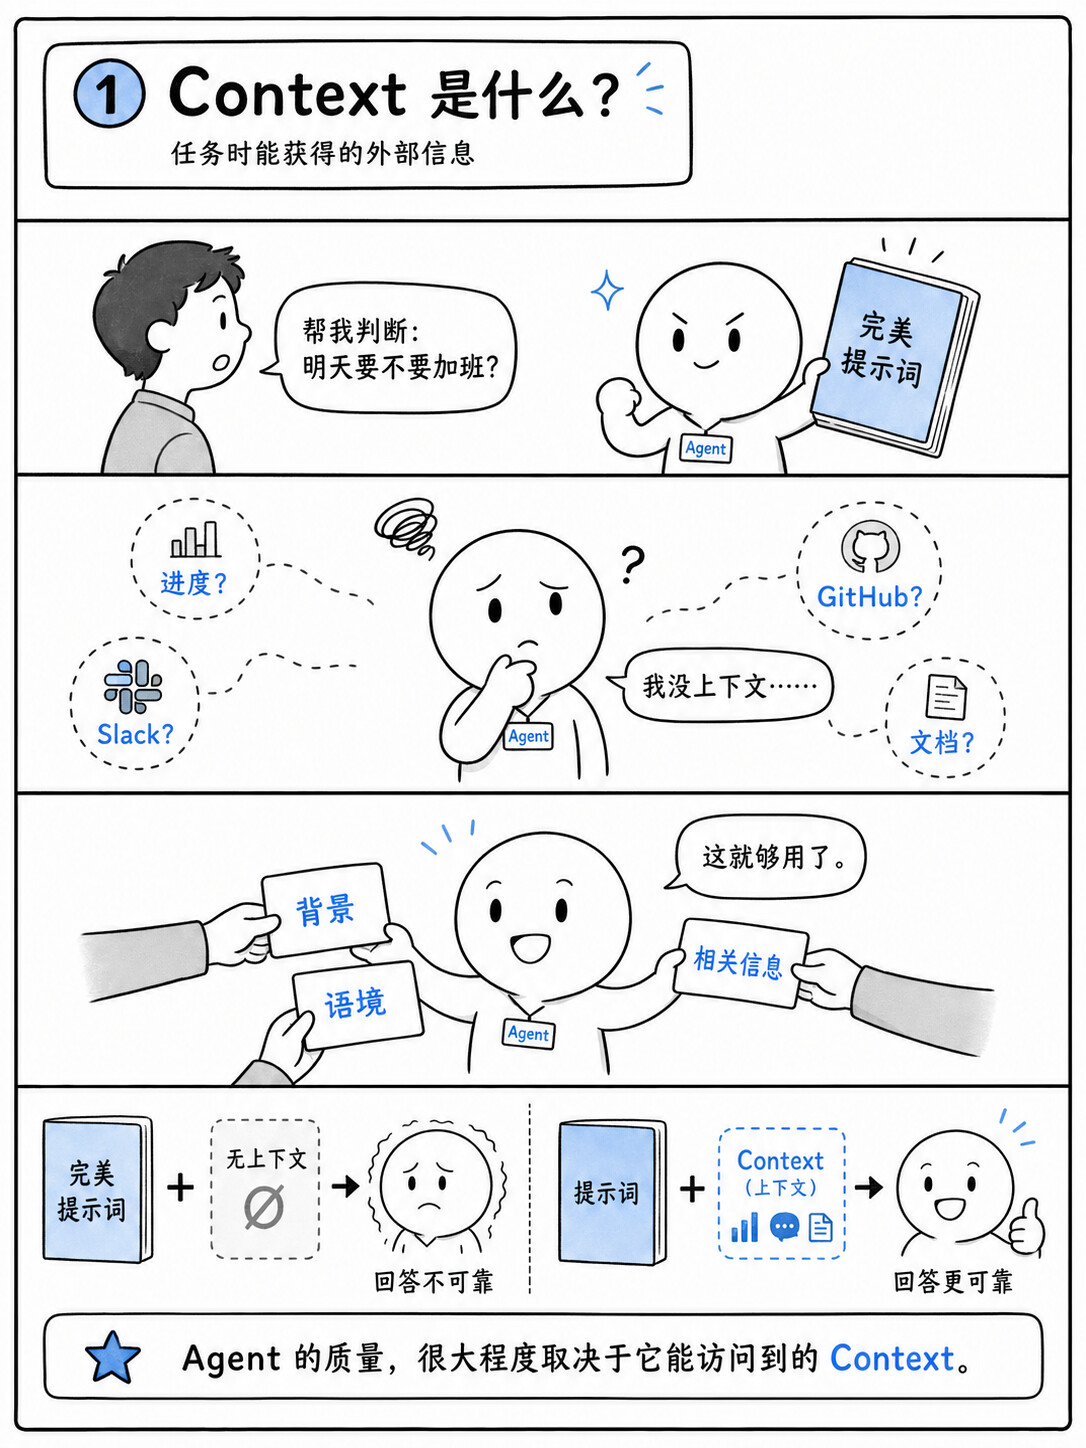 1 Context 是什么？
任务时能获得的外部信息
帮我判断：
明天要不要加班？
完美
提示词
Agent
进度？
GitHub？
Slack？
我没上下文……
Agent
文档？
这就够用了。
背景
相关信息
语境
Agent
完美
提示词
+
无上下文
回答不可靠
提示词
+
Context
（上下文）
回答更可靠
Agent 的质量，很大程度取决于它能访问到的 Context。